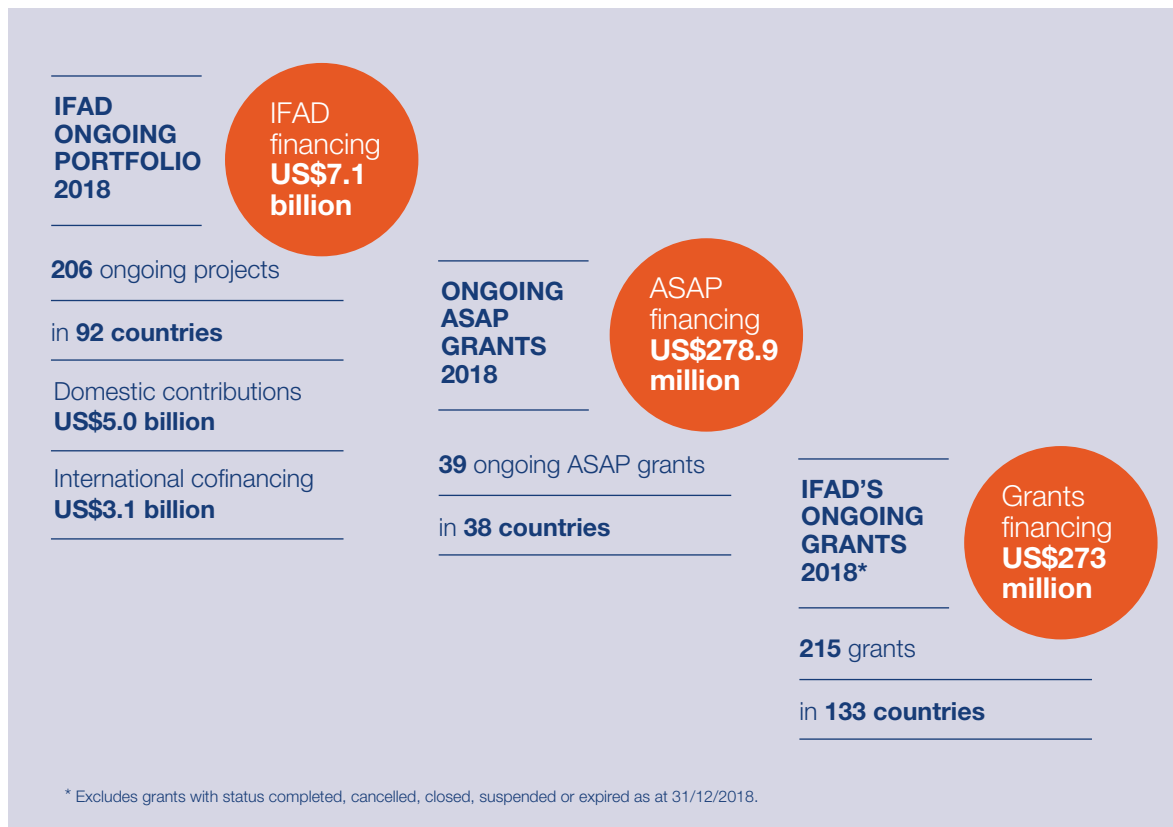 IFAD
ONGOING
PORTFOLIO
2018
IFAD
financing
US$7.1
billion
206 ongoing projects
in 92 countries
Domestic contributions
US$5.0 billion
International cofinancing
US$3.1 billion
ONGOING
ASAP
GRANTS
2018
ASAP
financing
US$278.9
million
39 ongoing ASAP grants
in 38 countries
IFAD’S
ONGOING
GRANTS
2018*
Grants
financing
US$273
million
215 grants
in 133 countries
* Excludes grants with status completed, cancelled, closed, suspended or expired as at 31/12/2018.